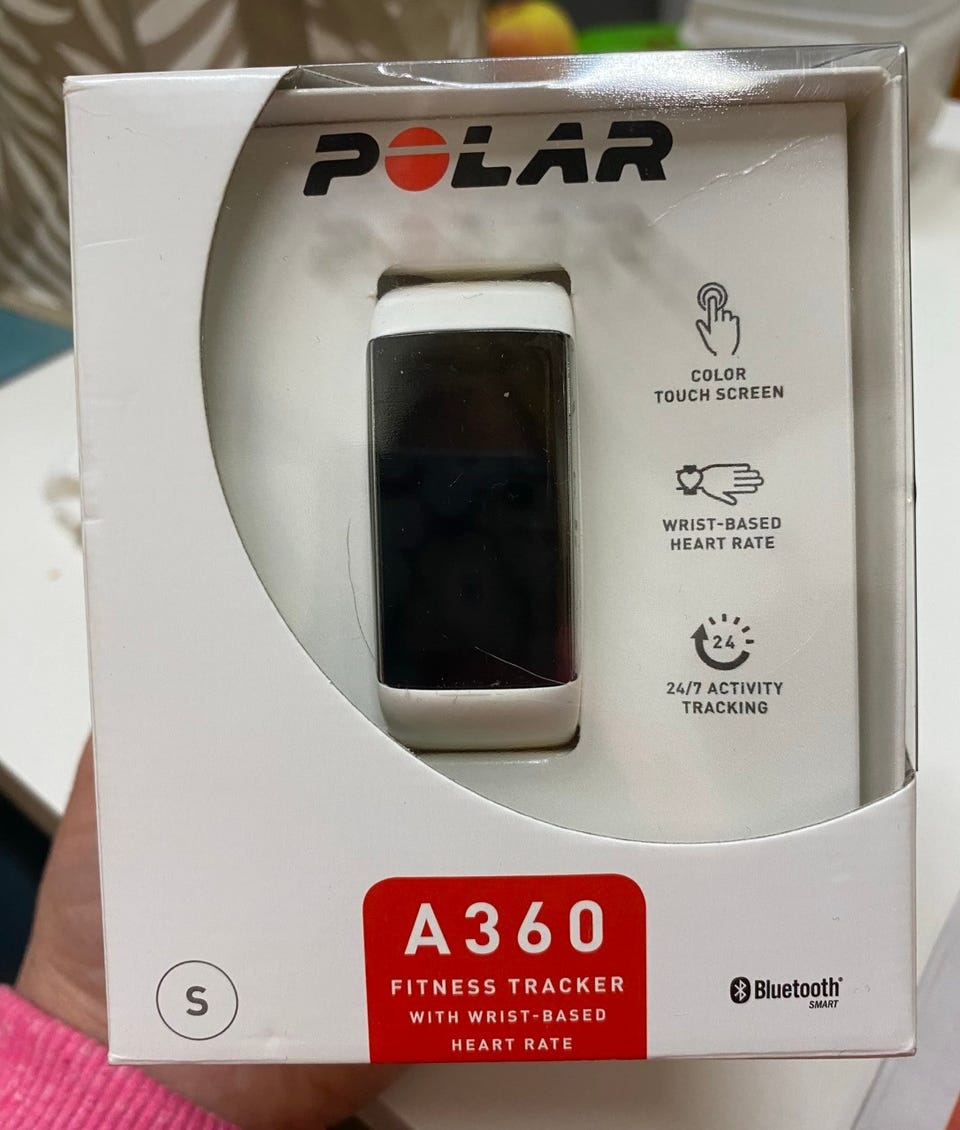 POLAR
COLOR
TOUCH SCREEN
WRIST-BASED
HEART RATE
24
24/7 ACTIVITY
TRACKING
A360
FITNESS TRACKER
WITH WRIST-BASED
HEART RATE
S
Bluetooth®
SMART